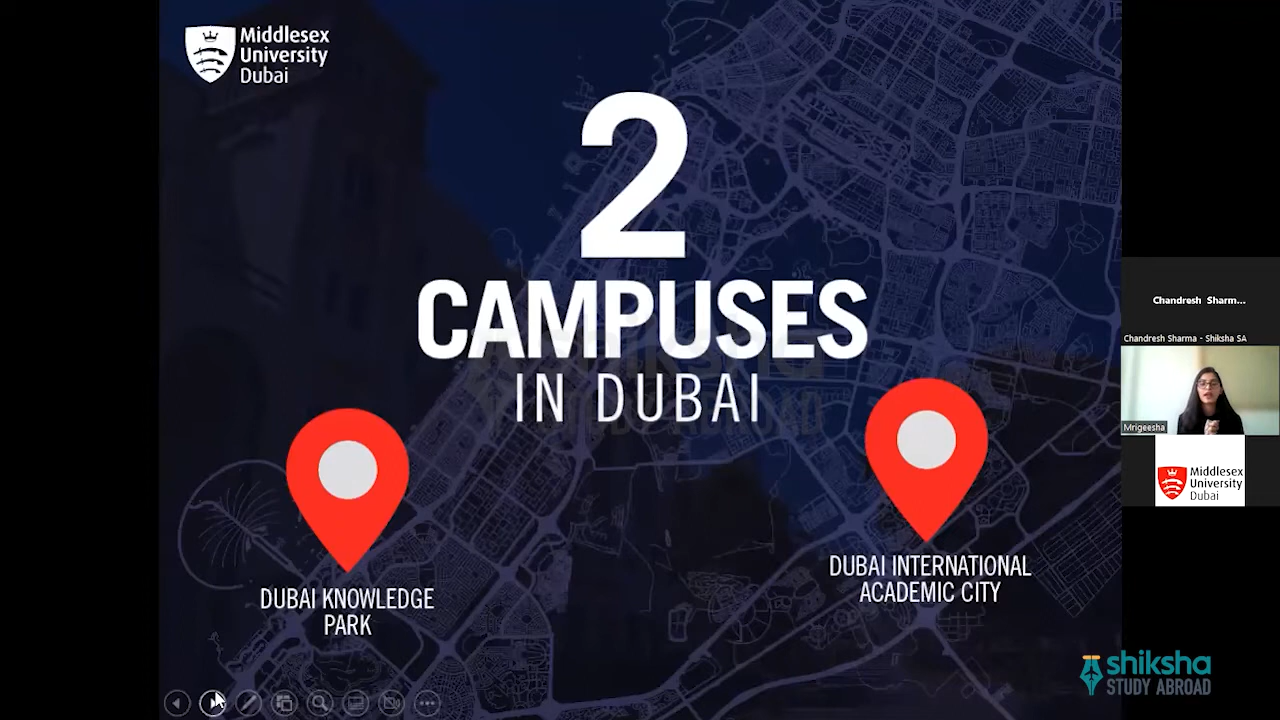 Middlesex
University
Dubai
2
CAMPUSES
IN DUBAI
DUBAI KNOWLEDGE
PARK
DUBAI INTERNATIONAL
ACADEMIC CITY
Chandresh Sharm...
Chandresh Sharma - Shiksha SA
Mrigeesha
Middlesex
University
Dubai
shiksha
STUDY ABROAD